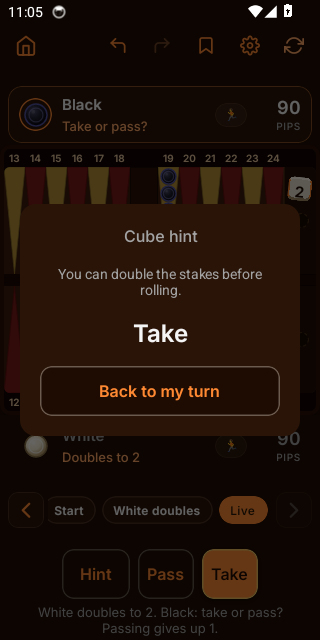 11:05
Black
Take or pass?
90
PIPS
13 14 15 16 17 18 19 20 21 22 23 24
2
Cube hint
You can double the stakes before
rolling.
Take
Back to my turn
12
White
Doubles to 2
90
PIPS
Start
White doubles
Live
Hint
Pass
Take
White doubles to 2. Black: take or pass?
Passing gives up 1.